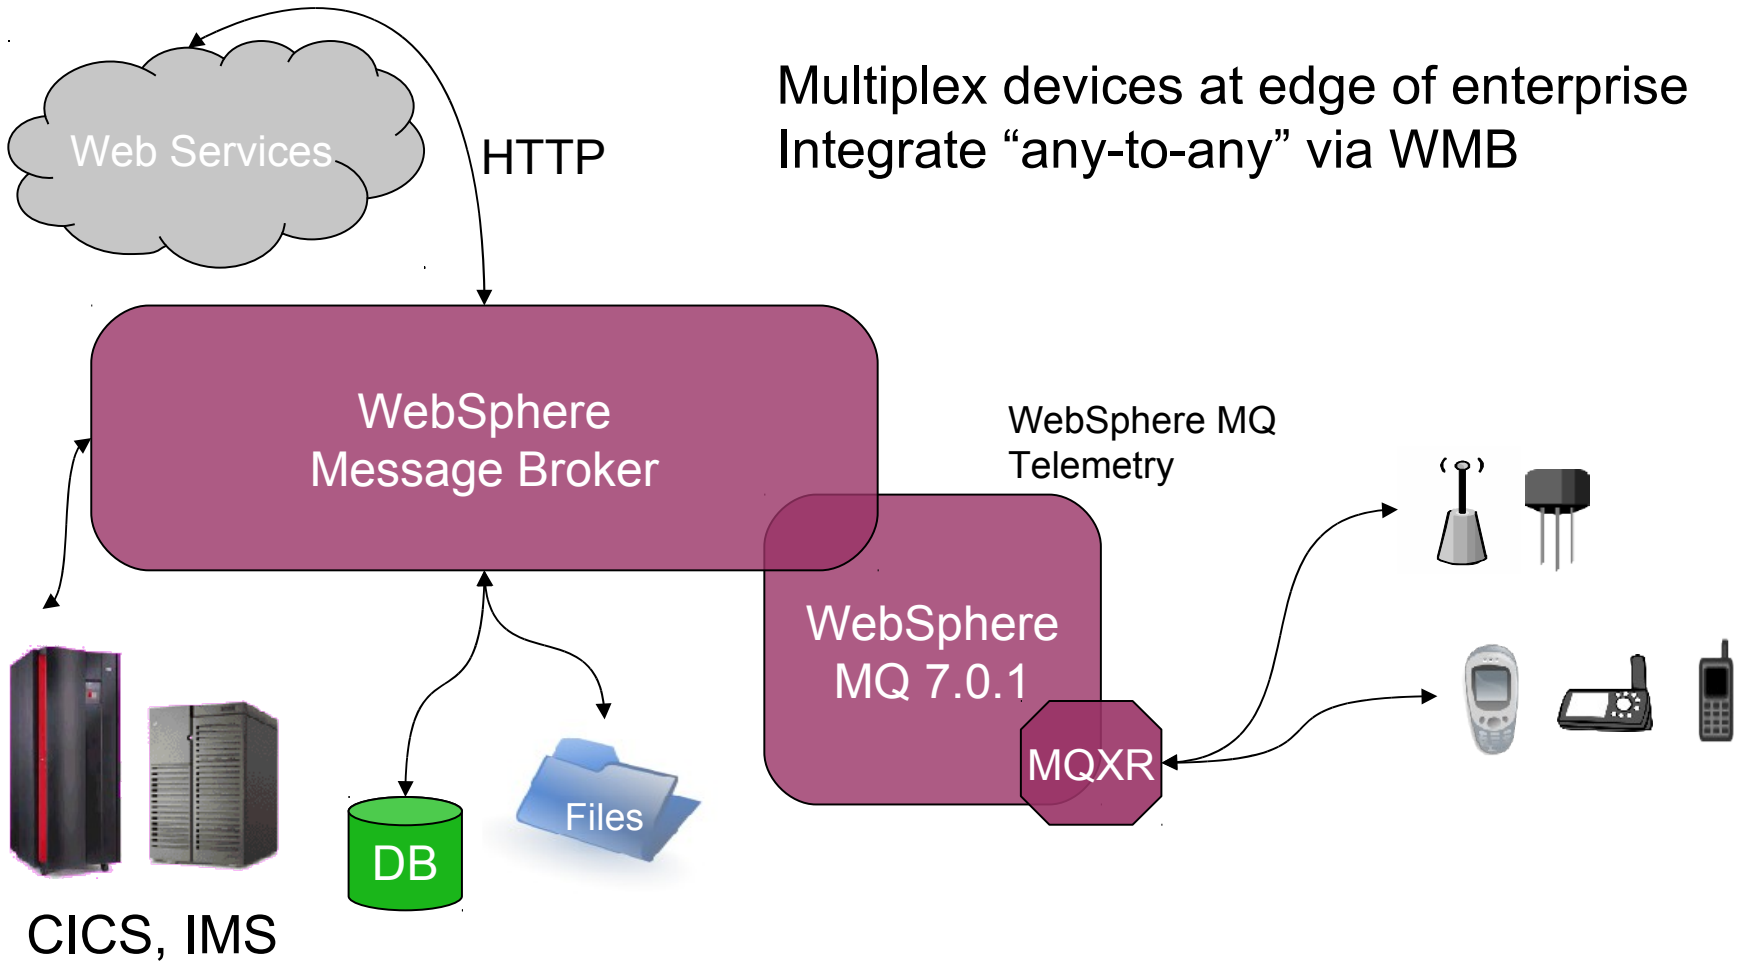 Multiplex devices at edge of enterprise
Integrate “any-to-any” via WMB
Web Services
HTTP
WebSphere
Message Broker
WebSphere MQ
Telemetry
WebSphere
MQ 7.0.1
MQXR
Files
DB
CICS, IMS